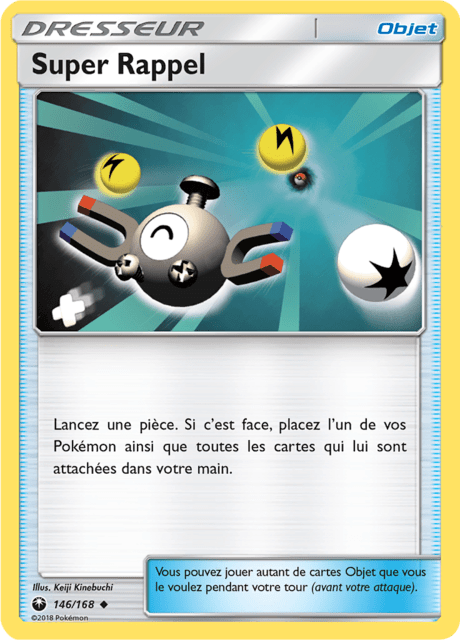 DRESSEUR
Objet
Super Rappel
Lancez une pièce. Si c'est face, placez l'un de vos
Pokémon ainsi que toutes les cartes qui lui sont
attachées dans votre main.
Vous pouvez jouer autant de cartes Objet que vous
le voulez pendant votre tour (avant votre attaque).
Illus. Keiji Kinebuchi
146/168
©2018 Pokémon